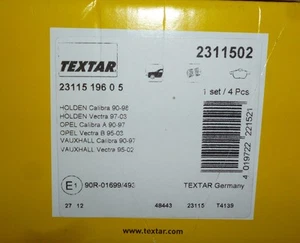 TEXTAR
2311502
23115 196 0 5
1 set / 4 Pcs
HOLDEN Calibra 90-98
HOLDEN Vectra 97-03
OPEL Calibra A 90-97
OPEL Vectra B 95-03
VAUXHALL Calibra 90-97
VAUXHALL Vectra 95-02
4 019722 221521
E1 90R-01699/493
TEXTAR Germany
27 12 48443 23115 T4139
www.textar.com